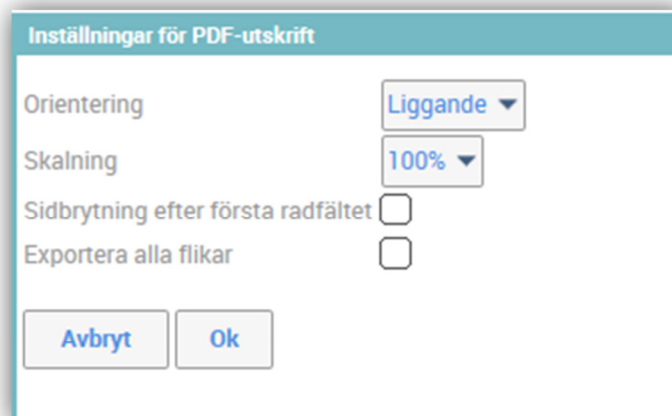 Inställningar för PDF-utskrift
Orientering Liggande
Skalning 100%
Sidbrytning efter första radfältet
Exportera alla flikar
Avbryt Ok